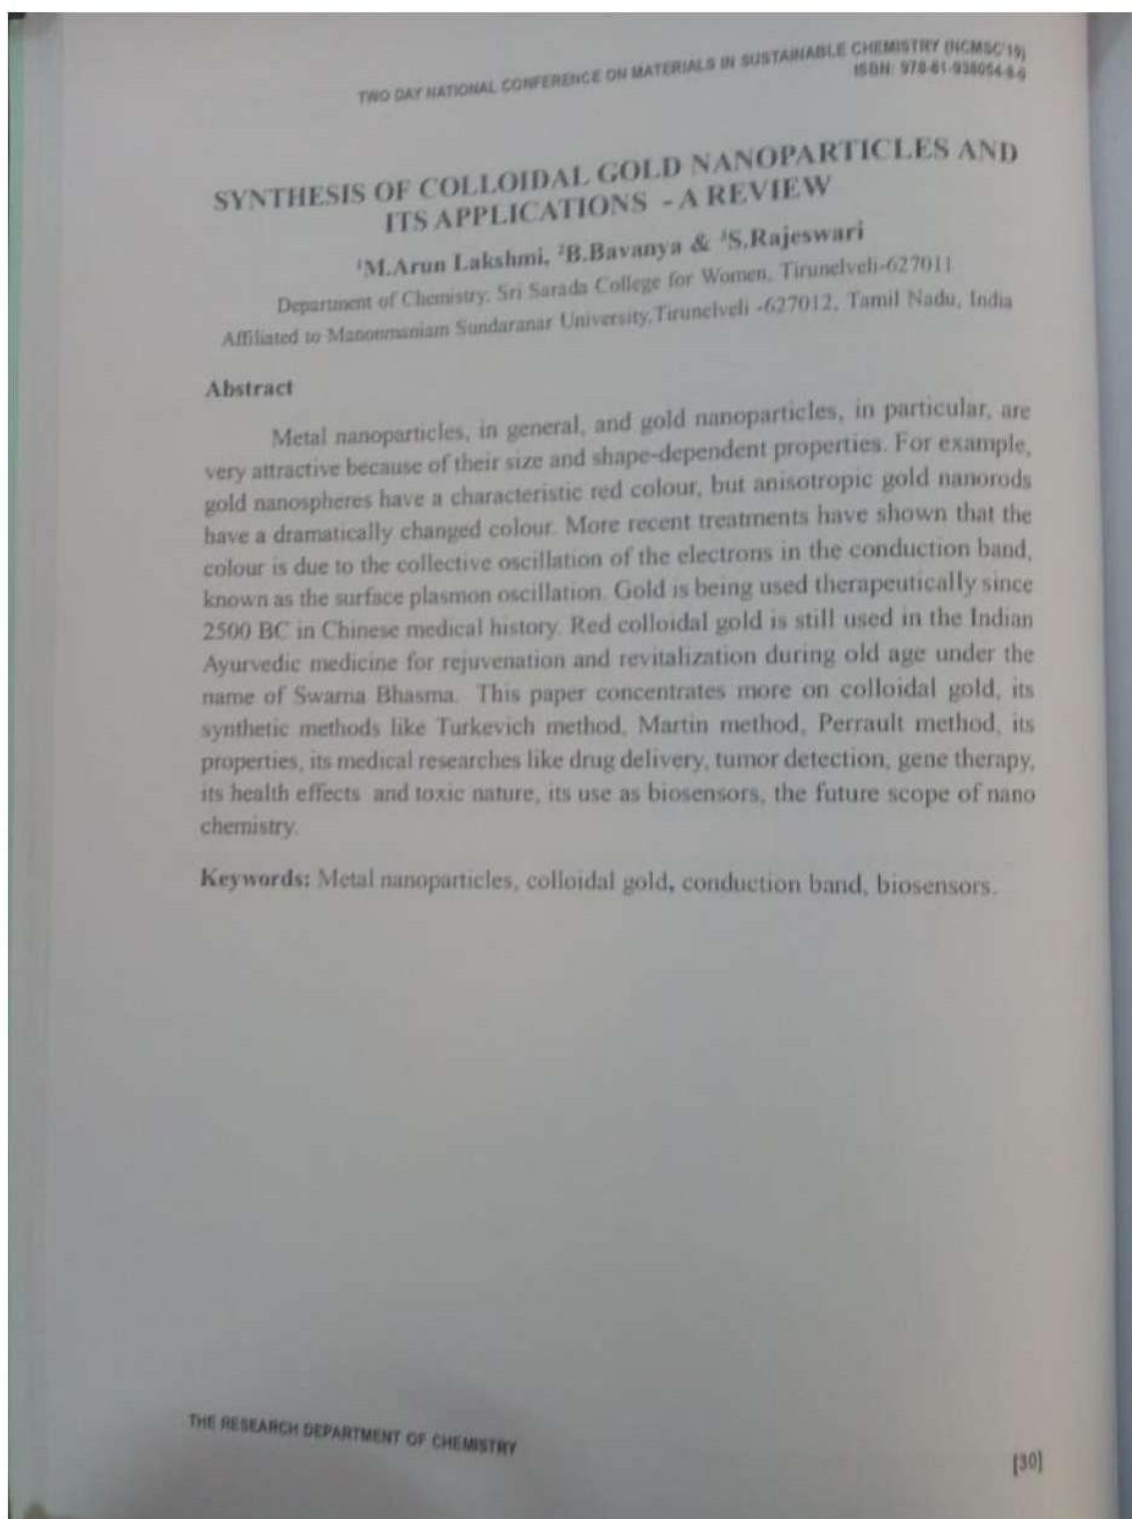 TWO DAY NATIONAL CONFERENCE ON MATERIALS IN SUSTAINABLE CHEMISTRY (NCMSC'19)
ISBN: 978-81-938054-8-9
SYNTHESIS OF COLLOIDAL GOLD NANOPARTICLES AND
ITS APPLICATIONS - A REVIEW
¹M.Arun Lakshmi, ²B.Bavanya & ³S.Rajeswari
Department of Chemistry, Sri Sarada College for Women, Tirunelveli-627011
Affiliated to Manonmaniam Sundaranar University,Tirunelveli -627012, Tamil Nadu, India
Abstract
Metal nanoparticles, in general, and gold nanoparticles, in particular, are
very attractive because of their size and shape-dependent properties. For example,
gold nanospheres have a characteristic red colour, but anisotropic gold nanorods
have a dramatically changed colour. More recent treatments have shown that the
colour is due to the collective oscillation of the electrons in the conduction band,
known as the surface plasmon oscillation. Gold is being used therapeutically since
2500 BC in Chinese medical history. Red colloidal gold is still used in the Indian
Ayurvedic medicine for rejuvenation and revitalization during old age under the
name of Swarna Bhasma. This paper concentrates more on colloidal gold, its
synthetic methods like Turkevich method, Martin method, Perrault method, its
properties, its medical researches like drug delivery, tumor detection, gene therapy,
its health effects and toxic nature, its use as biosensors, the future scope of nano
chemistry.
Keywords: Metal nanoparticles, colloidal gold, conduction band, biosensors.
THE RESEARCH DEPARTMENT OF CHEMISTRY
[30]